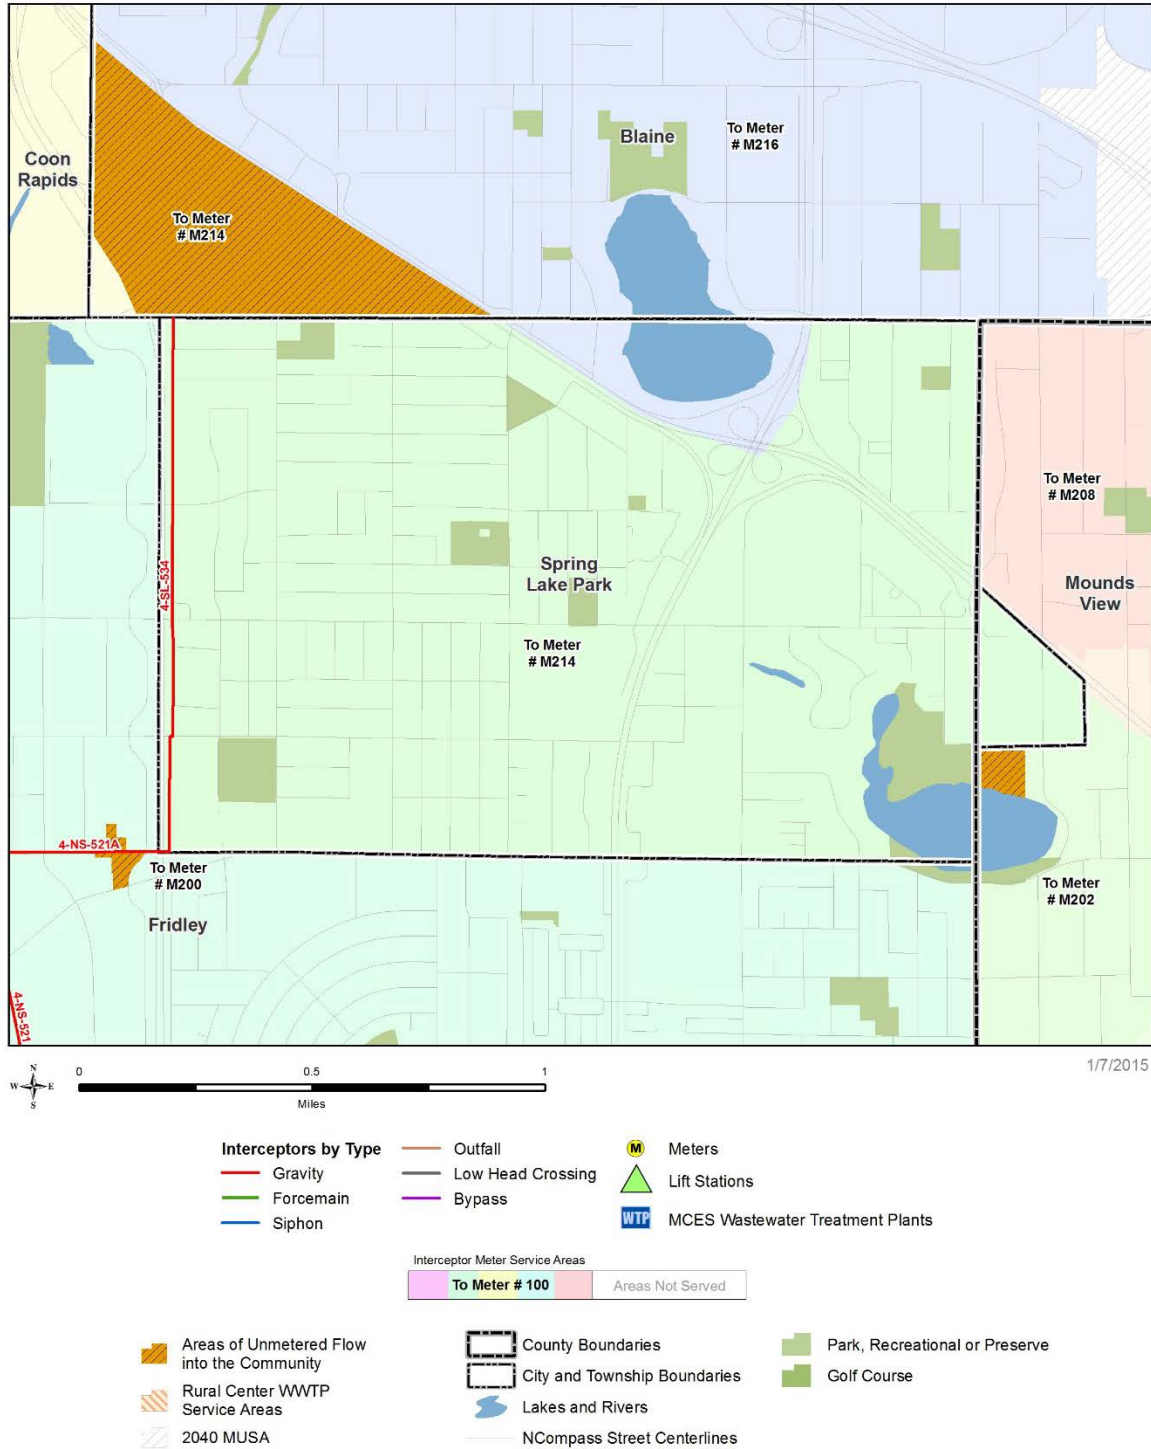 Blaine
To Meter
# M216
Coon
Rapids
To Meter
# M214
To Meter
# M208
4-SL-534
Spring
Lake Park
Mounds
View
To Meter
# M214
4-NS-521A
To Meter
# M200
To Meter
# M202
Fridley
4-NS-521
1/7/2015
N
W E
S
0 0.5 1
Miles
Interceptors by Type
Gravity
Forcemain
Siphon
Outfall
Low Head Crossing
Bypass
M Meters
Lift Stations
WTP MCES Wastewater Treatment Plants
Interceptor Meter Service Areas
To Meter # 100 Areas Not Served
Areas of Unmetered Flow
into the Community
Rural Center WWTP
Service Areas
2040 MUSA
County Boundaries
City and Township Boundaries
Lakes and Rivers
NCompass Street Centerlines
Park, Recreational or Preserve
Golf Course